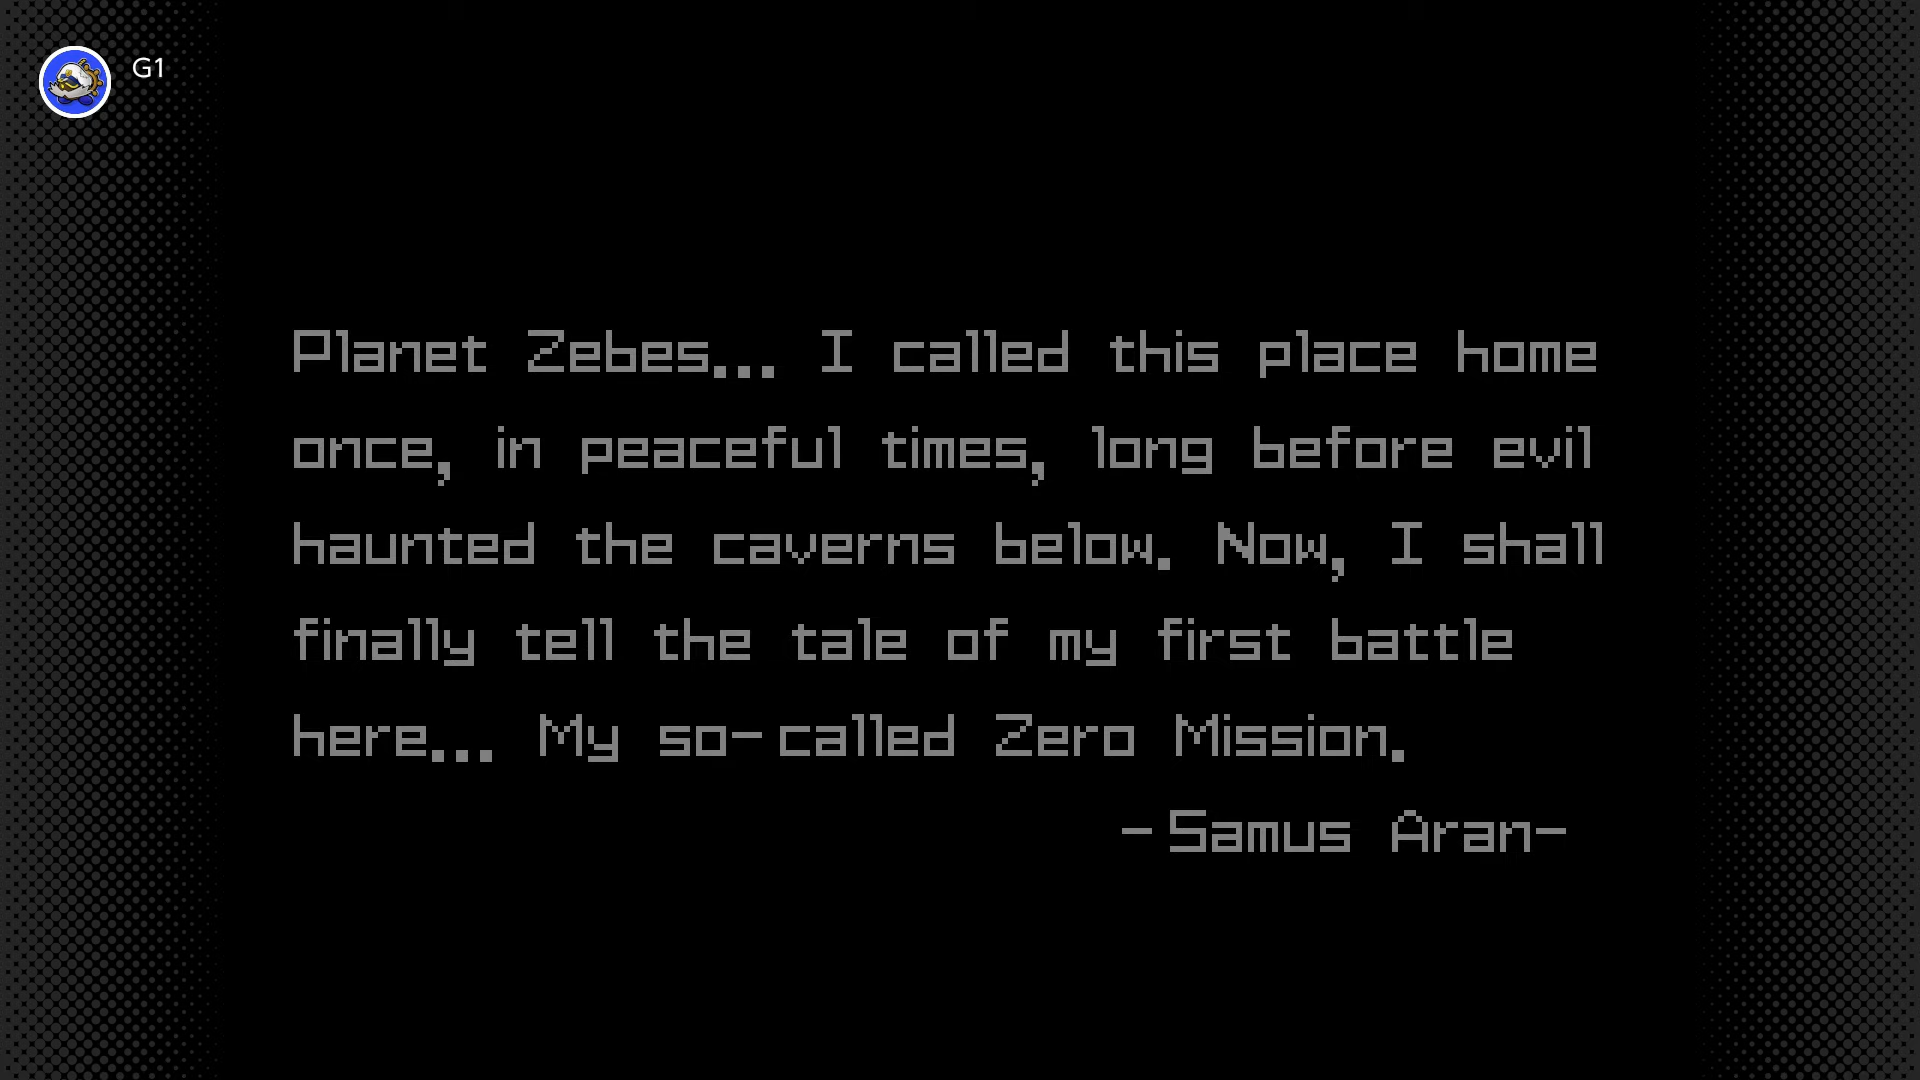 G1
Planet Zebes... I called this place home
once, in peaceful times, long before evil
haunted the caverns below. Now, I shall
finally tell the tale of my first battle
here... My so-called Zero Mission.
-Samus Aran-